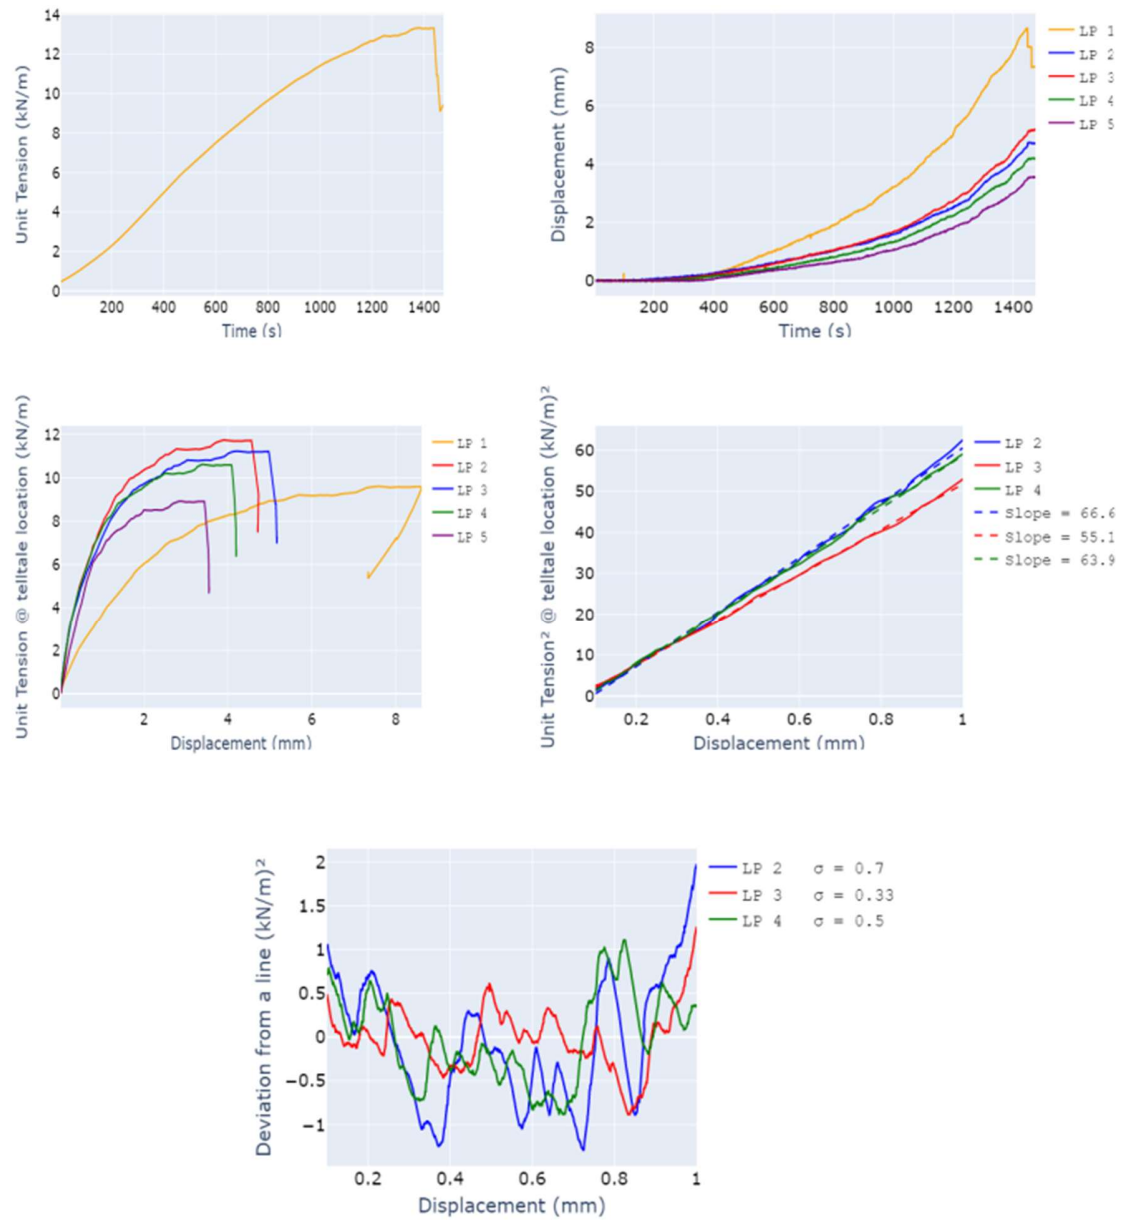 Unit Tension (kN/m)
14
12
10
8
6
4
2
0
200
400
600
800
1000
1200
1400
Time (s)
Displacement (mm)
8
6
4
2
0
200
400
600
800
1000
1200
1400
Time (s)
LP 1
LP 2
LP 3
LP 4
LP 5
Unit Tension @ telltale location (kN/m)
12
10
8
6
4
2
0
2
4
6
8
Displacement (mm)
LP 1
LP 2
LP 3
LP 4
LP 5
Unit Tension² @ telltale location (kN/m)²
60
50
40
30
20
10
0
0.2
0.4
0.6
0.8
1
Displacement (mm)
LP 2
LP 3
LP 4
Slope = 66.6
Slope = 55.1
Slope = 63.9
Deviation from a line (kN/m)²
2
1.5
1
0.5
0
−0.5
−1
0.2
0.4
0.6
0.8
1
Displacement (mm)
LP 2 σ = 0.7
LP 3 σ = 0.33
LP 4 σ = 0.5